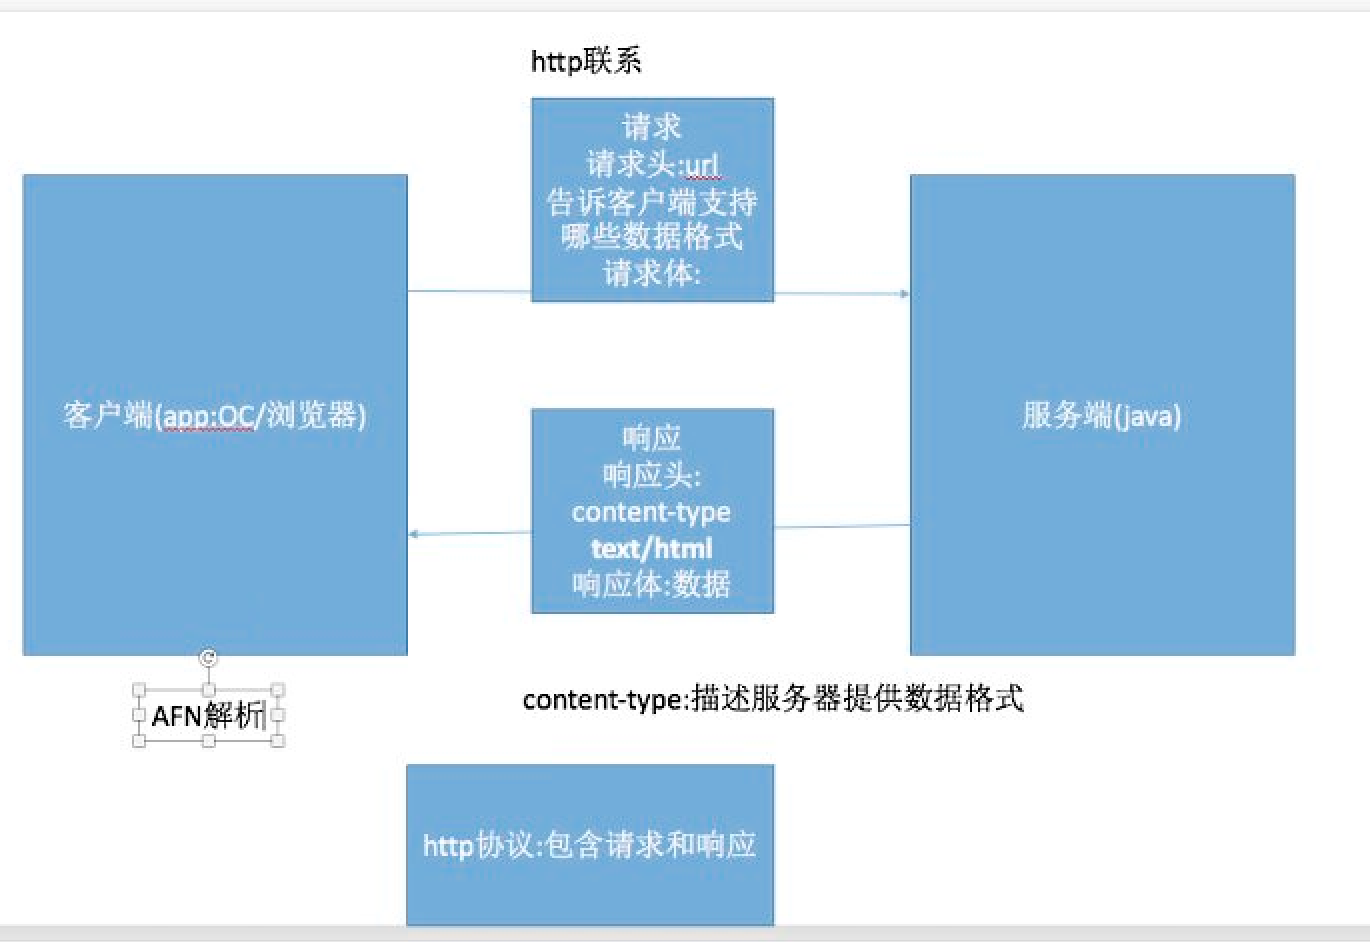 http联系
请求
请求头:url
告诉客户端支持
哪些数据格式
请求体:
客户端(app:OC/浏览器)
服务端(java)
响应
响应头:
content-type
text/html
响应体:数据
AFN解析
content-type:描述服务器提供数据格式
http协议:包含请求和响应